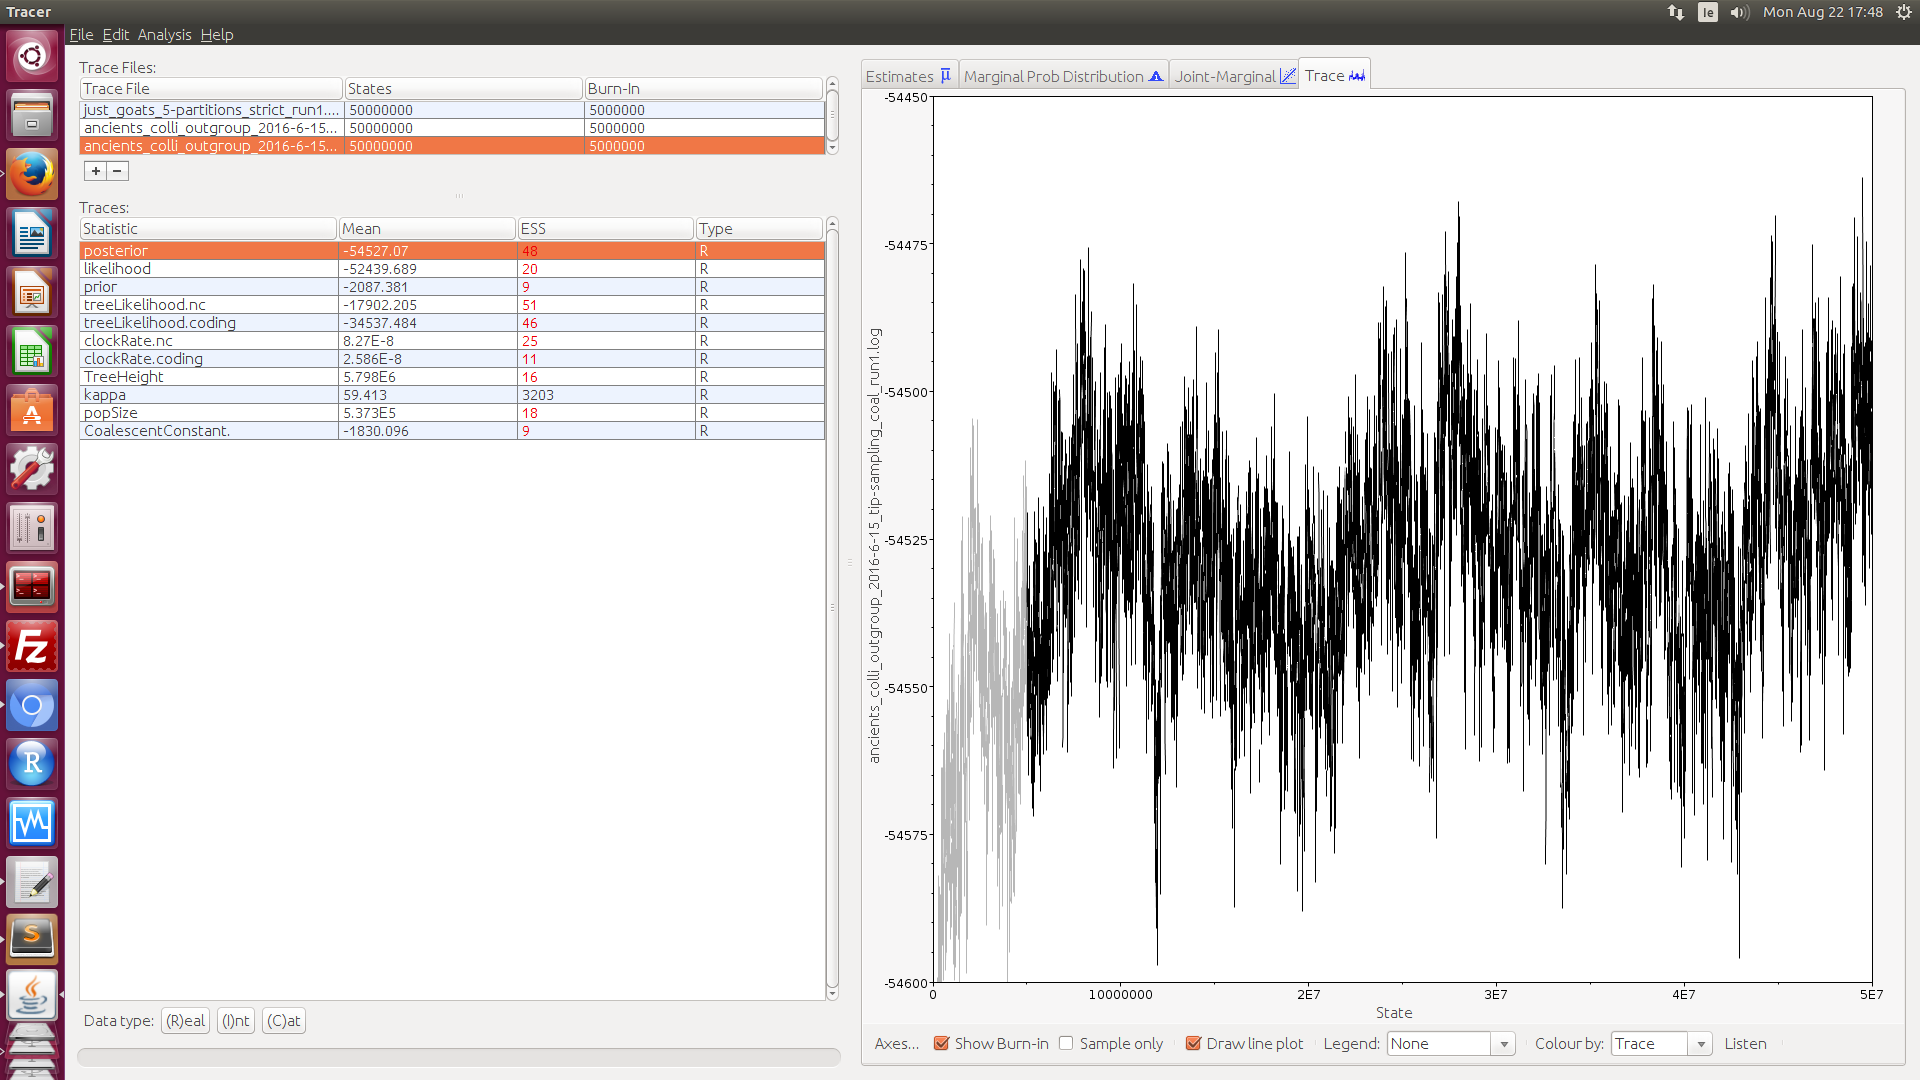 Tracer
Ie
Mon Aug 22 17:48
File Edit Analysis Help
Trace Files:
Trace File States Burn-In
just_goats_5-partitions_strict_run1.... 50000000 5000000
ancients_colli_outgroup_2016-6-15... 50000000 5000000
ancients_colli_outgroup_2016-6-15... 50000000 5000000
+ −
Traces:
Statistic Mean ESS Type
posterior -54527.07 48 R
likelihood -52439.689 20 R
prior -2087.381 9 R
treeLikelihood.nc -17902.205 51 R
treeLikelihood.coding -34537.484 46 R
clockRate.nc 8.27E-8 25 R
clockRate.coding 2.586E-8 11 R
TreeHeight 5.798E6 16 R
kappa 59.413 3203 R
popSize 5.373E5 18 R
CoalescentConstant. -1830.096 9 R
Data type: (R)eal (I)nt (C)at
Estimates μ Marginal Prob Distribution Joint-Marginal Trace
-54450
-54475
-54500
-54525
-54550
-54575
-54600
ancients_colli_outgroup_2016-6-15_tip-sampling_coal_run1.log
0 10000000 2E7 3E7 4E7 5E7
State
Axes... Show Burn-in Sample only Draw line plot Legend: None Colour by: Trace Listen
Fz
R
S
A